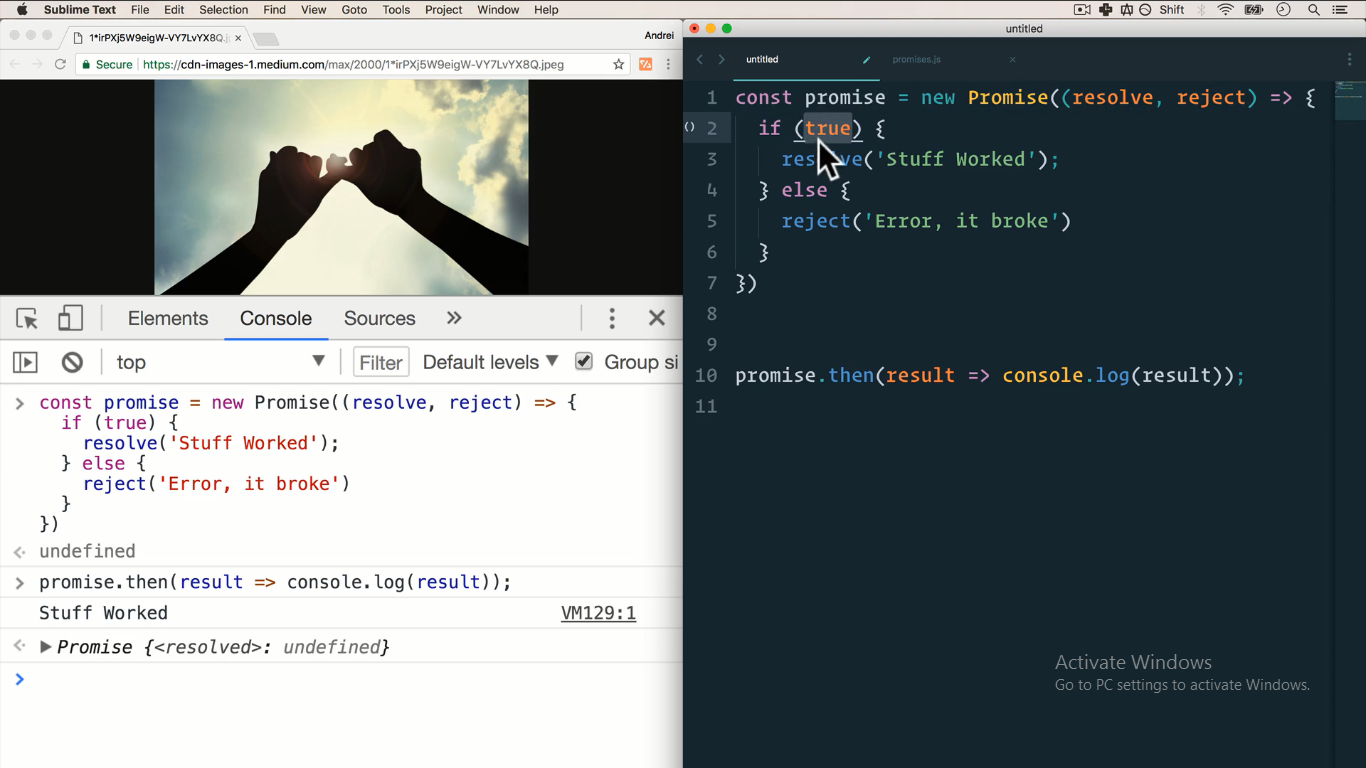 Sublime Text File Edit Selection Find View Goto Tools Project Window Help Shift
1*irPXj5W9eigW-VY7LvYX8Q.j × Andrei
Secure https://cdn-images-1.medium.com/max/2000/1*irPXj5W9eigW-VY7LvYX8Q.jpeg
Elements Console Sources »
top Filter Default levels Group si
const promise = new Promise((resolve, reject) => {
if (true) {
resolve('Stuff Worked');
} else {
reject('Error, it broke')
}
})
undefined
promise.then(result => console.log(result));
Stuff Worked VM129:1
Promise {<resolved>: undefined}
untitled
untitled promises.js ×
1 const promise = new Promise((resolve, reject) => {
() 2 if (true) {
3 resolve('Stuff Worked');
4 } else {
5 reject('Error, it broke')
6 }
7 })
8
9
10 promise.then(result => console.log(result));
11
Activate Windows
Go to PC settings to activate Windows.